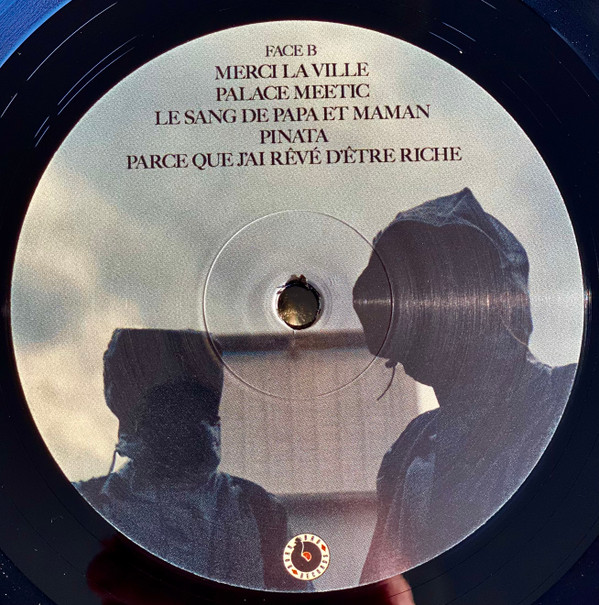 FACE B
MERCI LA VILLE
PALACE MEETIC
LE SANG DE PAPA ET MAMAN
PINATA
PARCE QUE J'AI RÊVÉ D'ÊTRE RICHE
RECORDS